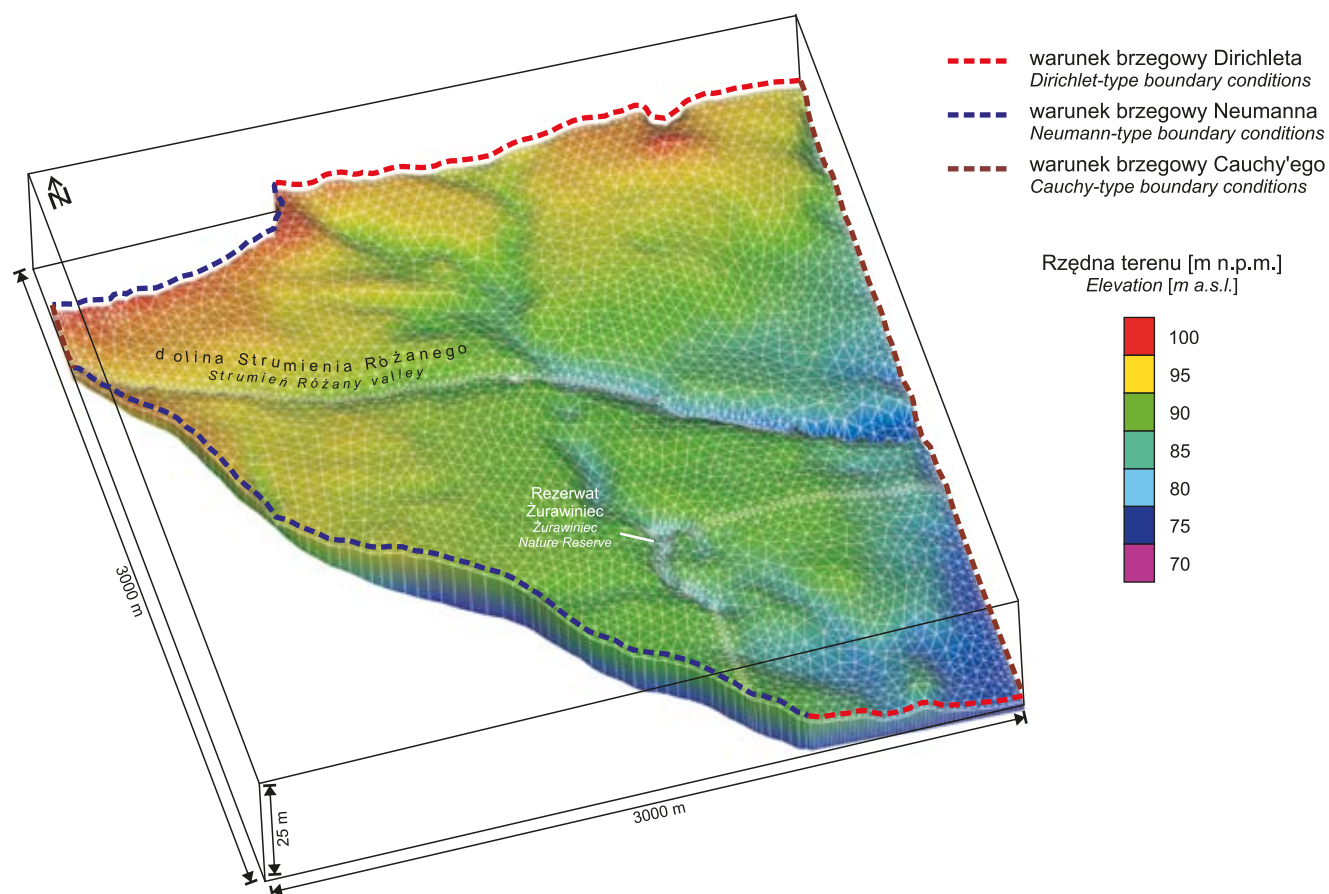 warunek brzegowy Dirichleta
Dirichlet-type boundary conditions
warunek brzegowy Neumanna
Neumann-type boundary conditions
warunek brzegowy Cauchy'ego
Cauchy-type boundary conditions
N
Rzędna terenu [m n.p.m.]
Elevation [m a.s.l.]
100
95
90
85
80
75
70
dolina Strumienia Różanego
Strumień Różany valley
Rezerwat
Żurawiniec
Żurawiniec
Nature Reserve
3000 m
25 m
3000 m